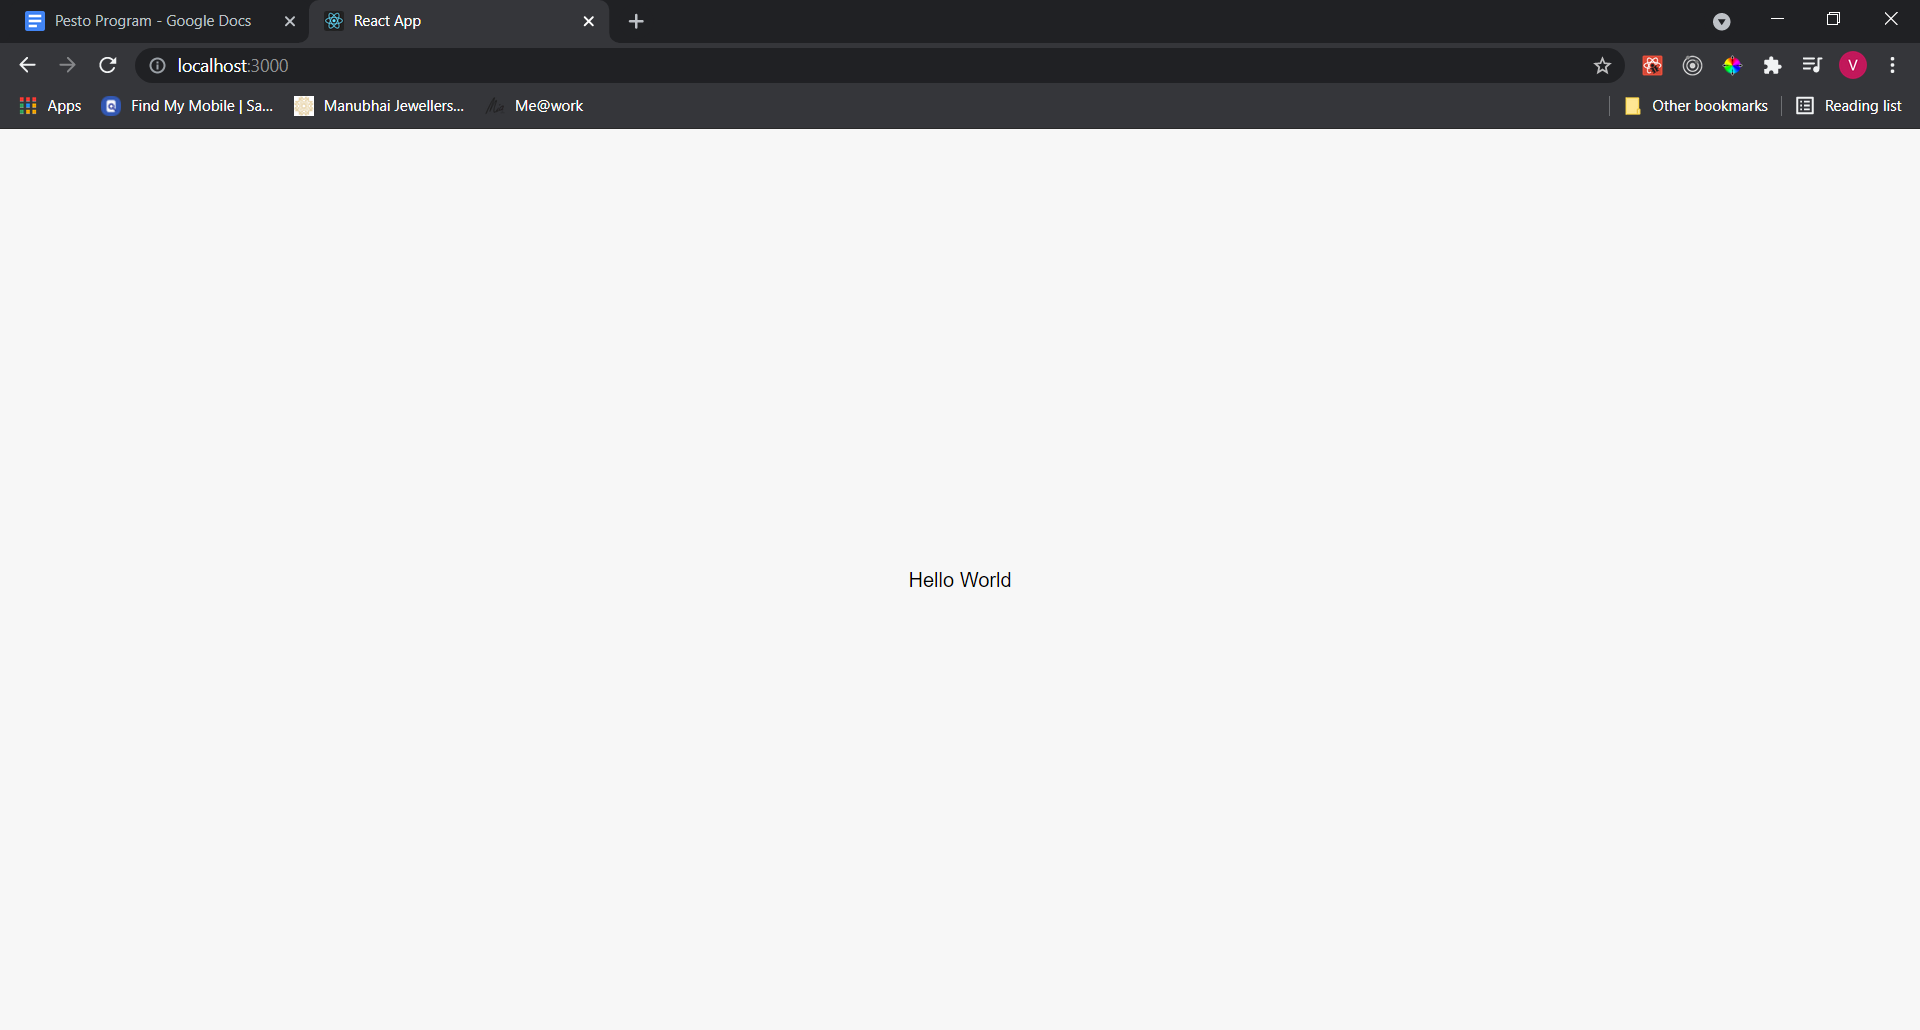 Pesto Program - Google Docs
React App
localhost:3000
V
Apps
Find My Mobile | Sa...
Manubhai Jewellers...
Me@work
Other bookmarks
Reading list
Hello World